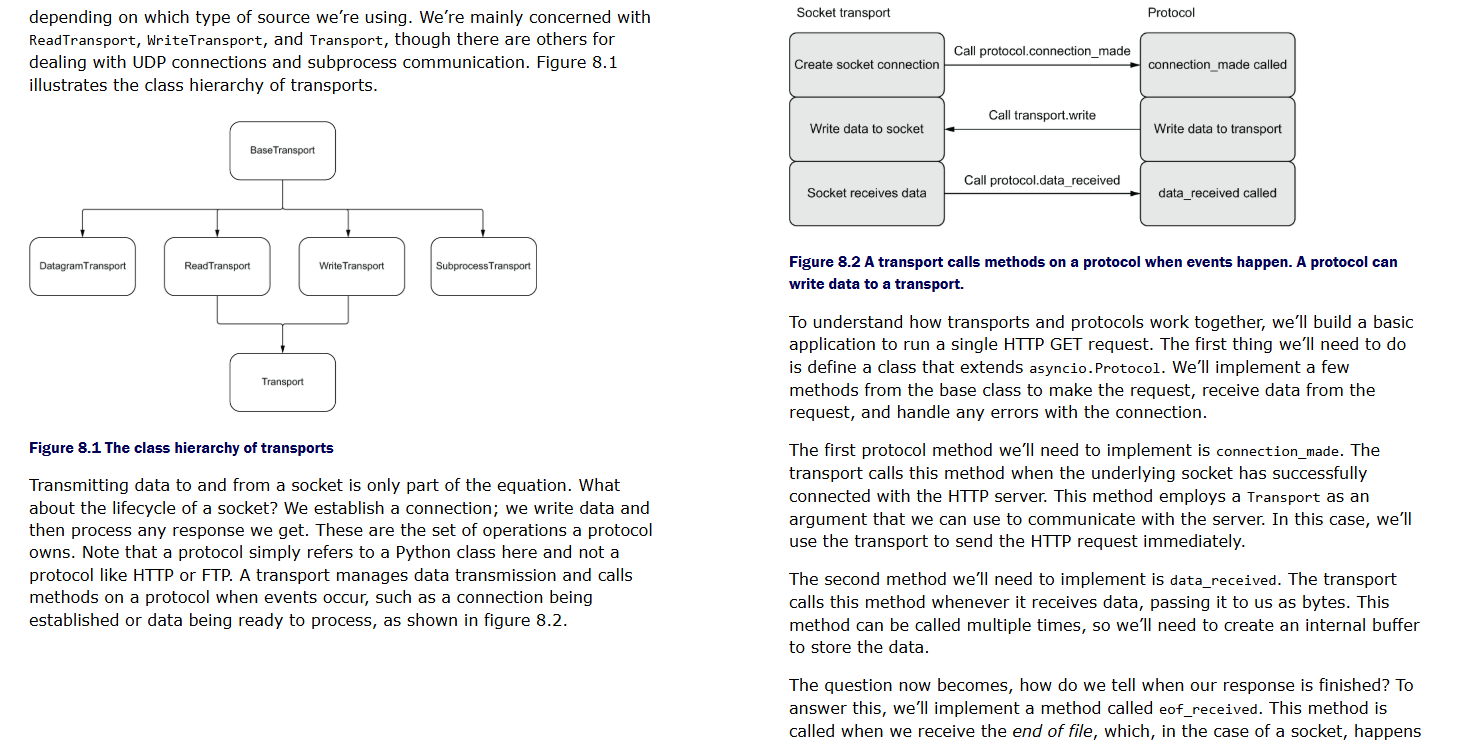 depending on which type of source we’re using. We’re mainly concerned with
ReadTransport, WriteTransport, and Transport, though there are others for
dealing with UDP connections and subprocess communication. Figure 8.1
illustrates the class hierarchy of transports.
BaseTransport
DatagramTransport
ReadTransport
WriteTransport
SubprocessTransport
Transport
Figure 8.1 The class hierarchy of transports
Transmitting data to and from a socket is only part of the equation. What
about the lifecycle of a socket? We establish a connection; we write data and
then process any response we get. These are the set of operations a protocol
owns. Note that a protocol simply refers to a Python class here and not a
protocol like HTTP or FTP. A transport manages data transmission and calls
methods on a protocol when events occur, such as a connection being
established or data being ready to process, as shown in figure 8.2.
Socket transport
Protocol
Create socket connection
Call protocol.connection_made
connection_made called
Write data to socket
Call transport.write
Write data to transport
Socket receives data
Call protocol.data_received
data_received called
Figure 8.2 A transport calls methods on a protocol when events happen. A protocol can
write data to a transport.
To understand how transports and protocols work together, we’ll build a basic
application to run a single HTTP GET request. The first thing we’ll need to do
is define a class that extends asyncio.Protocol. We’ll implement a few
methods from the base class to make the request, receive data from the
request, and handle any errors with the connection.
The first protocol method we’ll need to implement is connection_made. The
transport calls this method when the underlying socket has successfully
connected with the HTTP server. This method employs a Transport as an
argument that we can use to communicate with the server. In this case, we’ll
use the transport to send the HTTP request immediately.
The second method we’ll need to implement is data_received. The transport
calls this method whenever it receives data, passing it to us as bytes. This
method can be called multiple times, so we’ll need to create an internal buffer
to store the data.
The question now becomes, how do we tell when our response is finished? To
answer this, we’ll implement a method called eof_received. This method is
called when we receive the end of file, which, in the case of a socket, happens